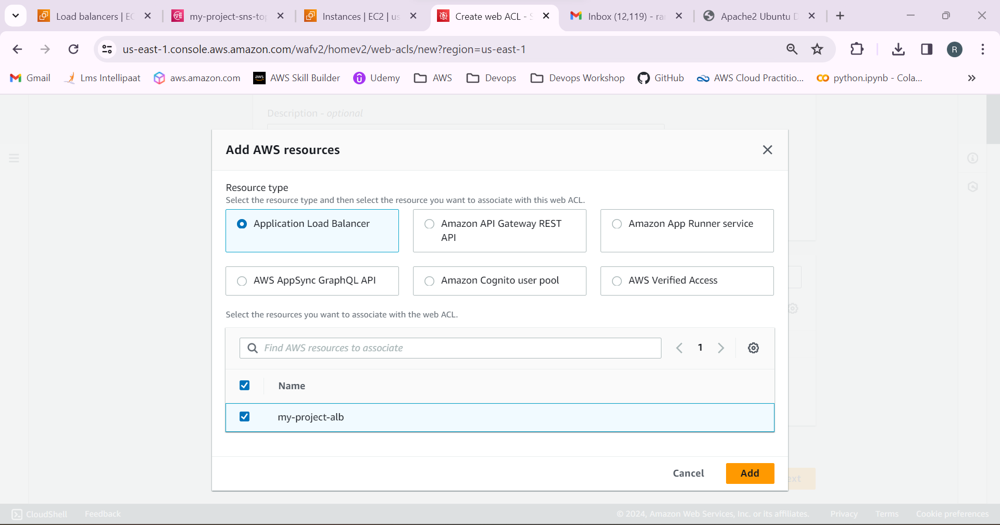 Load balancers | EC
my-project-sns-top
Instances | EC2 | us
Create web ACL - S
Inbox (12,119) - ra
Apache2 Ubuntu D
us-east-1.console.aws.amazon.com/wafv2/homev2/web-acls/new?region=us-east-1
R
Gmail
Lms Intellipaat
aws.amazon.com
aws
AWS Skill Builder
Udemy
AWS
Devops
Devops Workshop
GitHub
AWS Cloud Practitio...
python.ipynb - Cola...
Description - optional
Add AWS resources
Resource type
Select the resource type and then select the resource you want to associate with this web ACL.
Application Load Balancer
Amazon API Gateway REST
API
Amazon App Runner service
AWS AppSync GraphQL API
Amazon Cognito user pool
AWS Verified Access
Select the resources you want to associate with the web ACL.
Find AWS resources to associate
1
Name
my-project-alb
Cancel
Add
ext
CloudShell
Feedback
© 2024, Amazon Web Services, Inc. or its affiliates.
Privacy
Terms
Cookie preferences